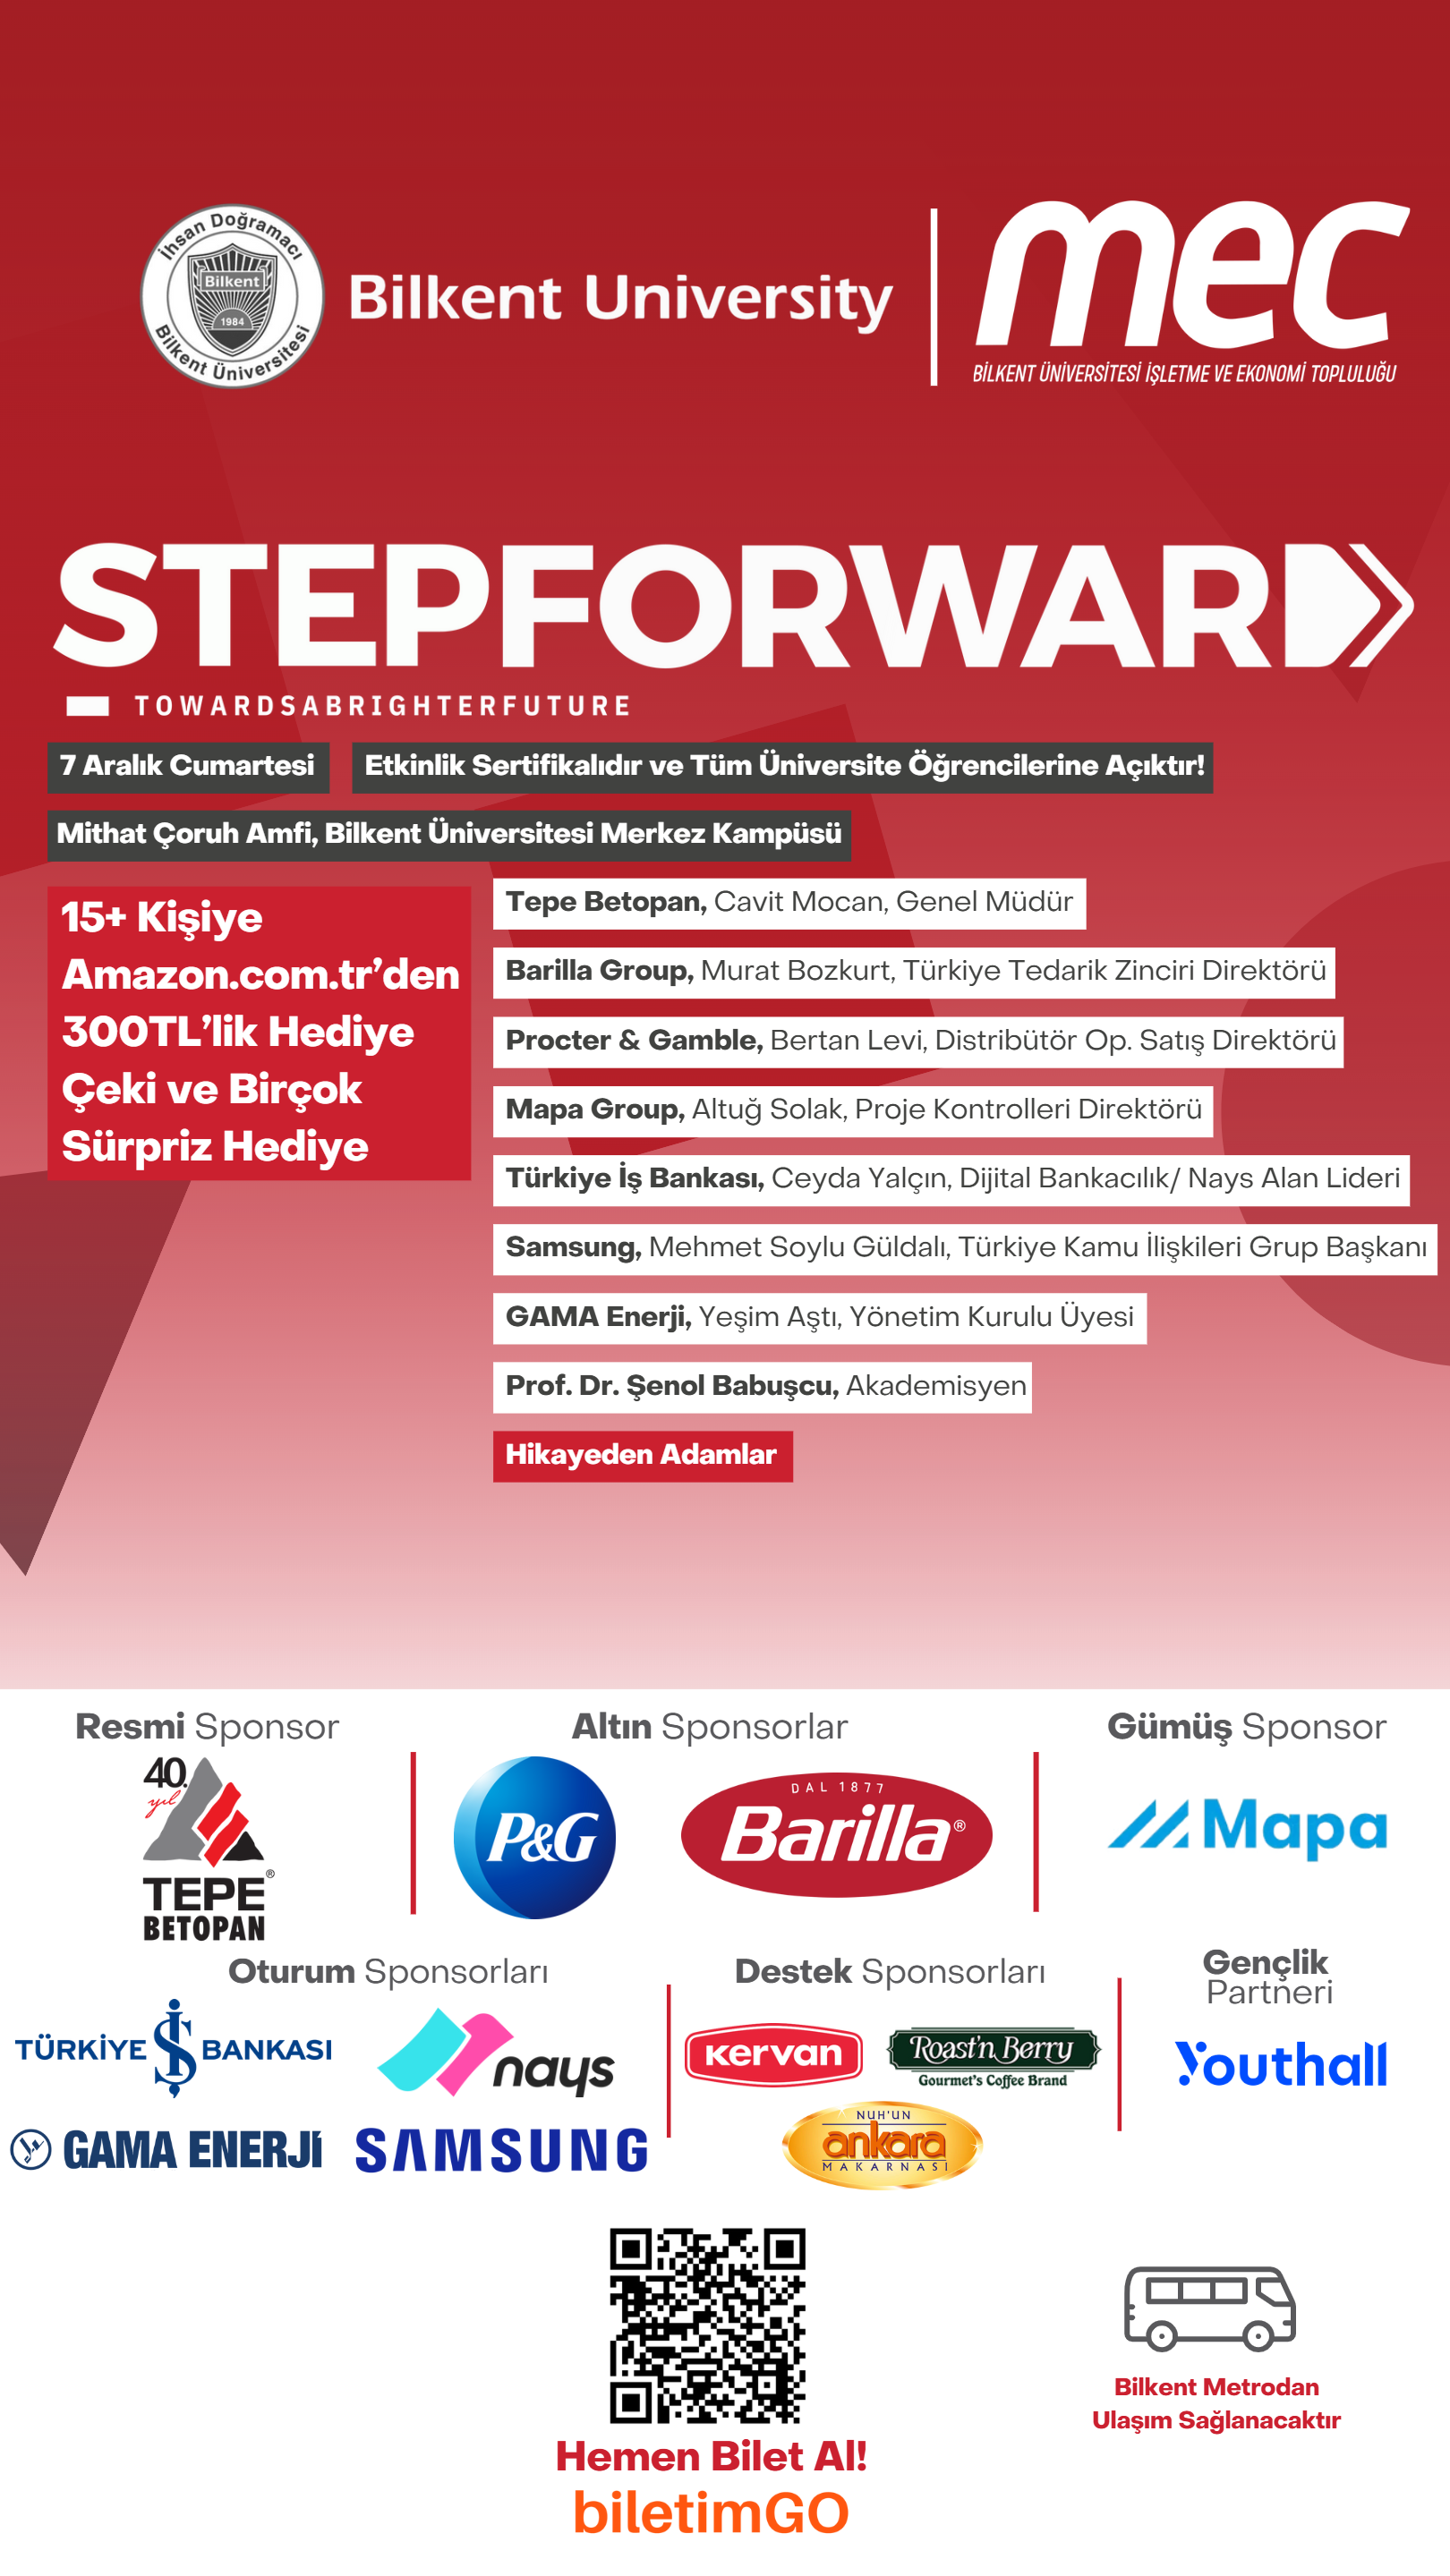 İhsan Doğramacı
Bilkent
1984
Bilkent Üniversitesi
Bilkent University
mec
BİLKENT ÜNİVERSİTESİ İŞLETME VE EKONOMİ TOPLULUĞU
STEPFORWARD
TOWARDSABRIGHTERFUTURE
7 Aralık Cumartesi
Etkinlik Sertifikalıdır ve Tüm Üniversite Öğrencilerine Açıktır!
Mithat Çoruh Amfi, Bilkent Üniversitesi Merkez Kampüsü
15+ Kişiye
Amazon.com.tr’den
300TL’lik Hediye
Çeki ve Birçok
Sürpriz Hediye
Tepe Betopan, Cavit Mocan, Genel Müdür
Barilla Group, Murat Bozkurt, Türkiye Tedarik Zinciri Direktörü
Procter & Gamble, Bertan Levi, Distribütör Op. Satış Direktörü
Mapa Group, Altuğ Solak, Proje Kontrolleri Direktörü
Türkiye İş Bankası, Ceyda Yalçın, Dijital Bankacılık/ Nays Alan Lideri
Samsung, Mehmet Soylu Güldalı, Türkiye Kamu İlişkileri Grup Başkanı
GAMA Enerji, Yeşim Aştı, Yönetim Kurulu Üyesi
Prof. Dr. Şenol Babuşcu, Akademisyen
Hikayeden Adamlar
Resmi Sponsor
40.
yıl
TEPE®
BETOPAN
Altın Sponsorlar
P&G
DAL 1877
Barilla®
Gümüş Sponsor
Mapa
Oturum Sponsorları
TÜRKİYE İŞ BANKASI
nays
GAMA ENERJİ
SAMSUNG
Destek Sponsorları
Kervan
Roast'n Berry
Gourmet's Coffee Brand
NUH'UN
ankara
MAKARNASI
Gençlik
Partneri
Youthall
Hemen Bilet Al!
biletimGO
Bilkent Metrodan
Ulaşım Sağlanacaktır